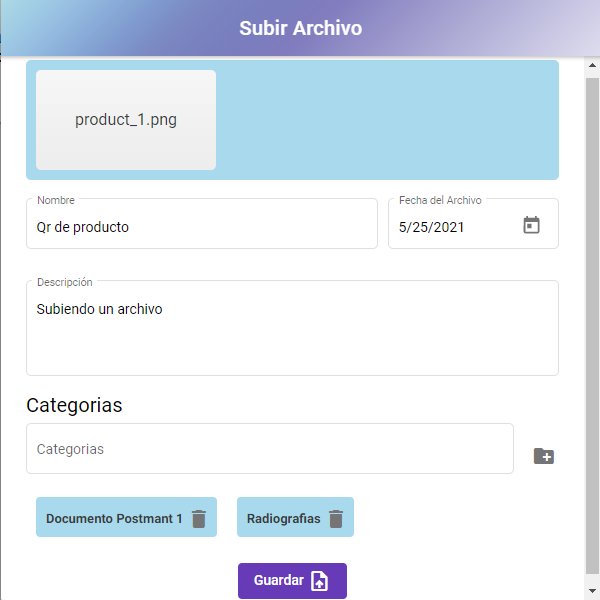 Subir Archivo
product_1.png
Nombre
Qr de producto
Fecha del Archivo
5/25/2021
Descripción
Subiendo un archivo
Categorias
Categorias
Documento Postmant 1
Radiografias
Guardar